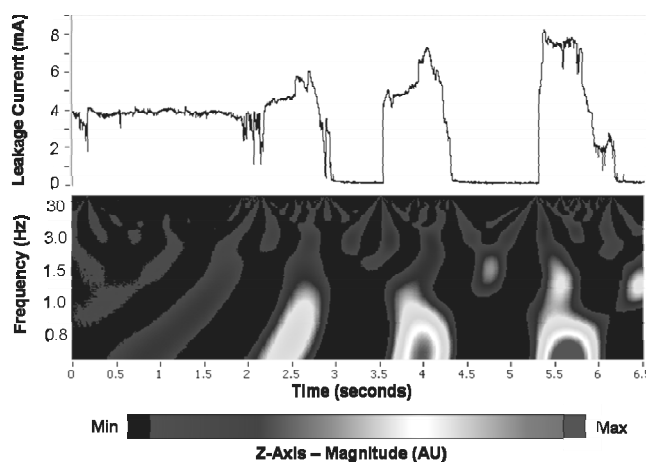 Leakage Current (mA)
8
6
4
2
0
Frequency (Hz)
30
3.0
1.5
1.0
0.8
0 0.5 1 1.5 2 2.5 3 3.5 4 4.5 5 5.5 6 6.5
Time (seconds)
Min Max
Z-Axis – Magnitude (AU)